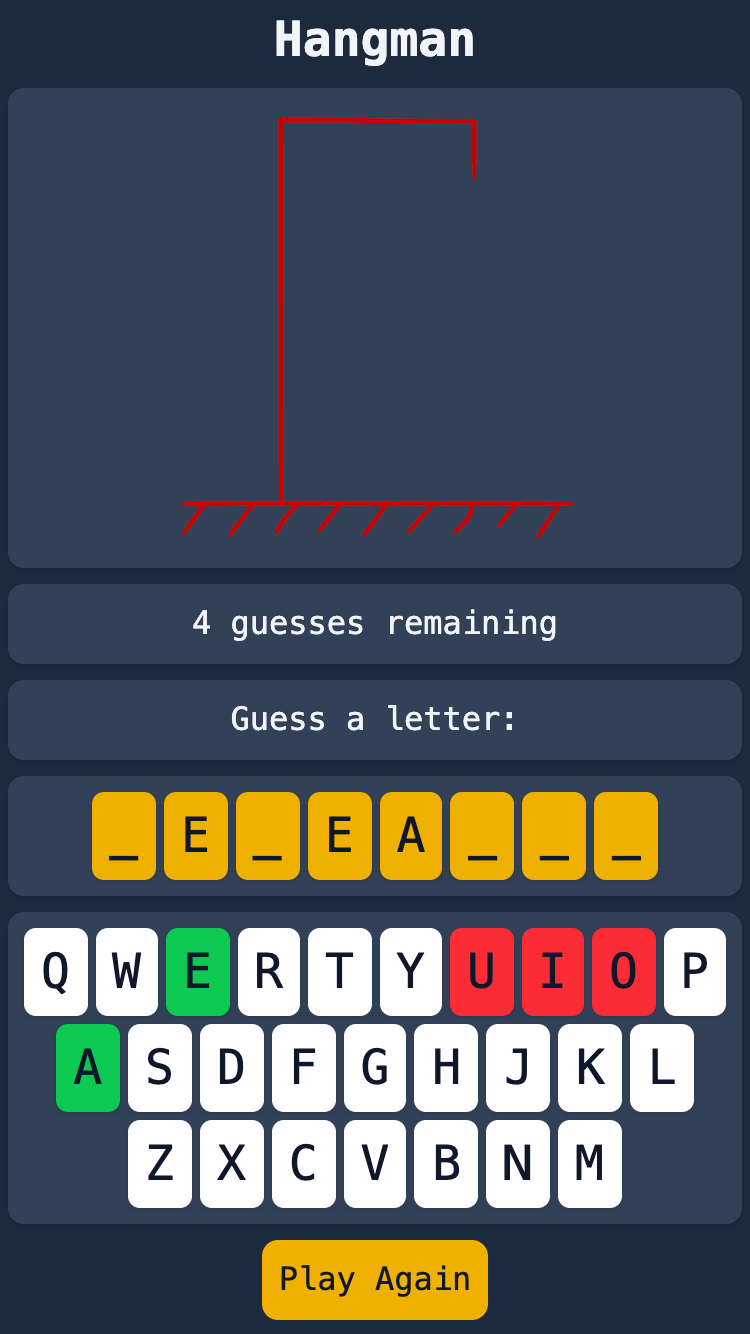 Hangman
4 guesses remaining
Guess a letter:
_ E _ E A _ _ _
Q W E R T Y U I O P
A S D F G H J K L
Z X C V B N M
Play Again